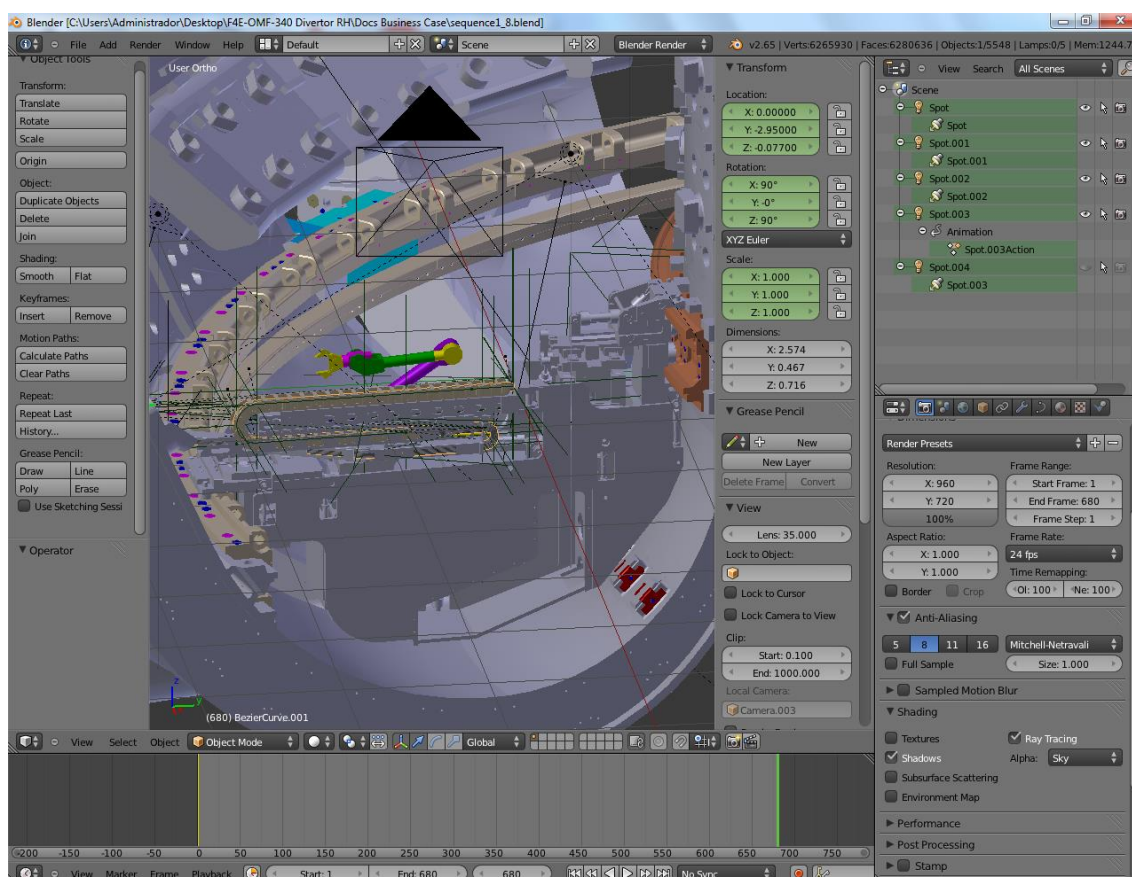 Blender [C:\Users\Administrador\Desktop\F4E-OMF-340 Divertor RH\Docs Business Case\sequence1_8.blend]
File Add Render Window Help Default Scene Blender Render v2.65 | Verts:6265930 | Faces:6280636 | Objects:1/5548 | Lamps:0/5 | Mem:1244.7
Object Tools
Transform:
Translate
Rotate
Scale
Origin
Object:
Duplicate Objects
Delete
Join
Shading:
Smooth Flat
Keyframes:
Insert Remove
Motion Paths:
Calculate Paths
Clear Paths
Repeat:
Repeat Last
History...
Grease Pencil:
Draw Line
Poly Erase
Use Sketching Sessi
Operator
User Ortho
z
y
(680) BezierCurve.001
View Select Object Object Mode Global
Transform
Location:
X: 0.00000
Y: -2.95000
Z: -0.07700
Rotation:
X: 90°
Y: -0°
Z: 90°
XYZ Euler
Scale:
X: 1.000
Y: 1.000
Z: 1.000
Dimensions:
X: 2.574
Y: 0.467
Z: 0.716
Grease Pencil
New
New Layer
Delete Frame Convert
View
Lens: 35.000
Lock to Object:
Lock to Cursor
Lock Camera to View
Clip:
Start: 0.100
End: 1000.000
Local Camera:
Camera.003
View Search All Scenes
Scene
Spot
Spot
Spot.001
Spot.001
Spot.002
Spot.002
Spot.003
Animation
Spot.003Action
Spot.004
Spot.003
Dimensions
Render Presets
Resolution: Frame Range:
X: 960 Start Frame: 1
Y: 720 End Frame: 680
100% Frame Step: 1
Aspect Ratio: Frame Rate:
X: 1.000 24 fps
Y: 1.000 Time Remapping:
Border Crop Ol: 100 Ne: 100
Anti-Aliasing
5 8 11 16 Mitchell-Netravali
Full Sample Size: 1.000
Sampled Motion Blur
Shading
Textures Ray Tracing
Shadows Alpha: Sky
Subsurface Scattering
Environment Map
Performance
Post Processing
Stamp
-200 -150 -100 -50 0 50 100 150 200 250 300 350 400 450 500 550 600 650 700 750
View Marker Frame Playback Start: 1 End: 680 680 No Sync